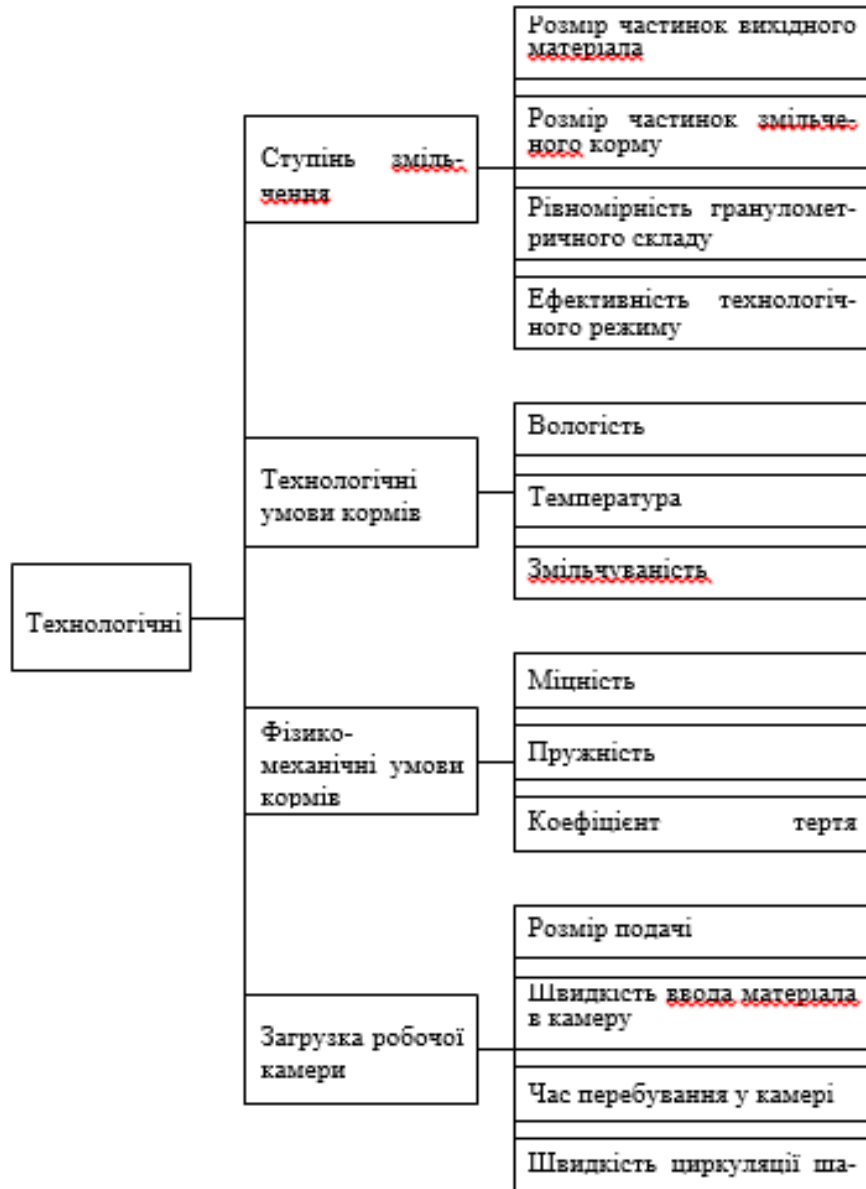 Розмір частинок вихідного
матеріала
Розмір частинок змільче-
ного корму
Ступінь зміль-
чення
Рівномірність грануломет-
ричного складу
Ефективність технологіч-
ного режиму
Вологість
Технологічні
умови кормів
Температура
Змільчуваність
Технологічні
Міцність
Фізико-
механічні умови
кормів
Пружність
Коефіцієнт тертя
Розмір подачі
Швидкість ввода матеріала
в камеру
Загрузка робочої
камери
Час перебування у камері
Швидкість циркуляції ша-